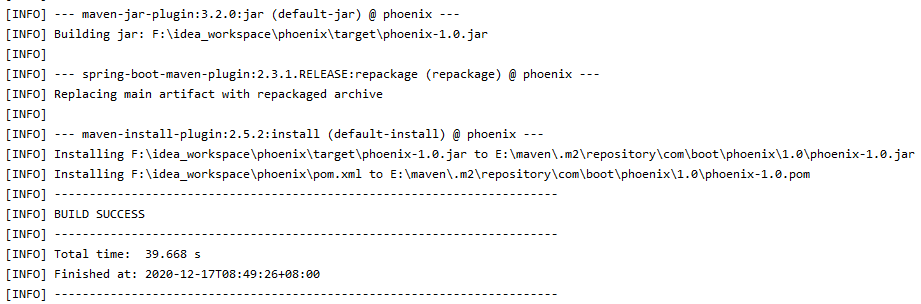 [INFO] --- maven-jar-plugin:3.2.0:jar (default-jar) @ phoenix ---
[INFO] Building jar: F:\idea_workspace\phoenix\target\phoenix-1.0.jar
[INFO]
[INFO] --- spring-boot-maven-plugin:2.3.1.RELEASE:repackage (repackage) @ phoenix ---
[INFO] Replacing main artifact with repackaged archive
[INFO]
[INFO] --- maven-install-plugin:2.5.2:install (default-install) @ phoenix ---
[INFO] Installing F:\idea_workspace\phoenix\target\phoenix-1.0.jar to E:\maven\.m2\repository\com\boot\phoenix\1.0\phoenix-1.0.jar
[INFO] Installing F:\idea_workspace\phoenix\pom.xml to E:\maven\.m2\repository\com\boot\phoenix\1.0\phoenix-1.0.pom
[INFO] ------------------------------------------------------------------------
[INFO] BUILD SUCCESS
[INFO] ------------------------------------------------------------------------
[INFO] Total time:  39.668 s
[INFO] Finished at: 2020-12-17T08:49:26+08:00
[INFO] ------------------------------------------------------------------------